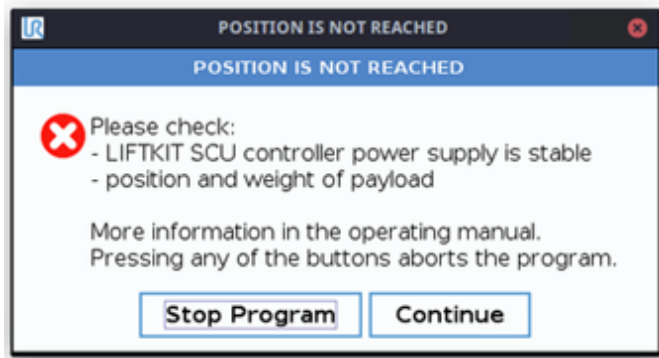 UR
POSITION IS NOT REACHED
POSITION IS NOT REACHED
Please check:
- LIFTKIT SCU controller power supply is stable
- position and weight of payload
More information in the operating manual.
Pressing any of the buttons aborts the program.
Stop Program
Continue